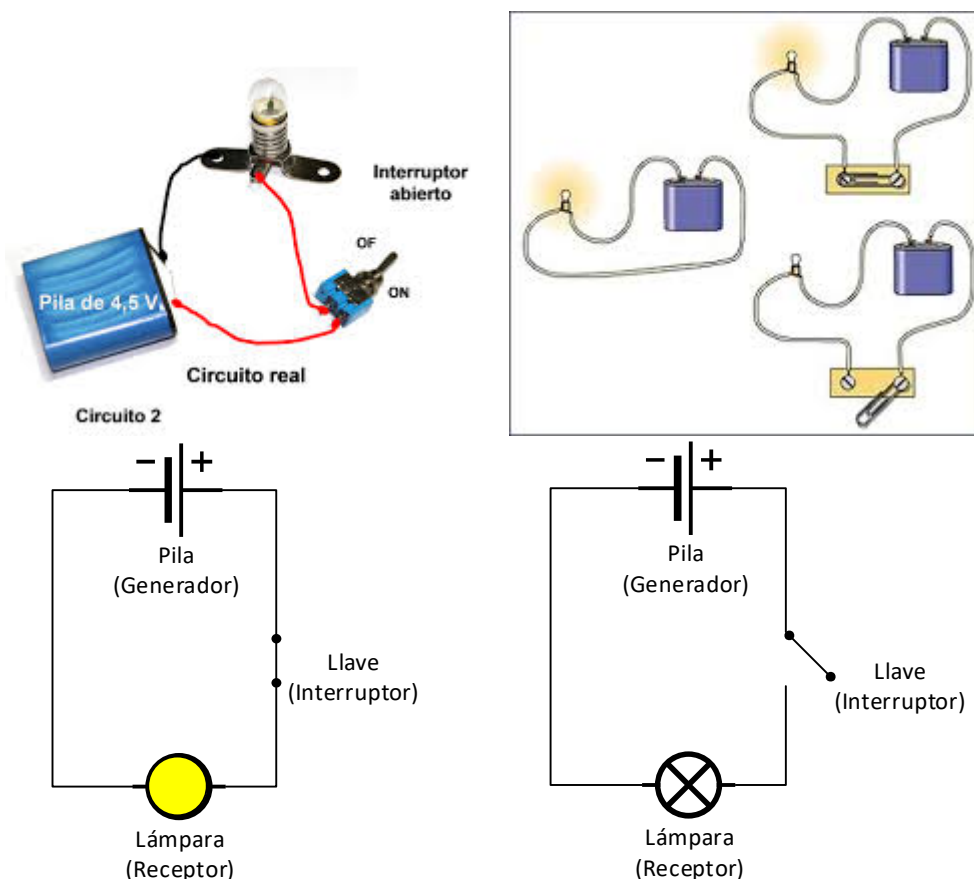 Interruptor
abierto
OF
ON
Pila de 4,5 V.
Circuito real
Circuito 2
− +
Pila
(Generador)
Llave
(Interruptor)
Lámpara
(Receptor)
− +
Pila
(Generador)
Llave
(Interruptor)
Lámpara
(Receptor)